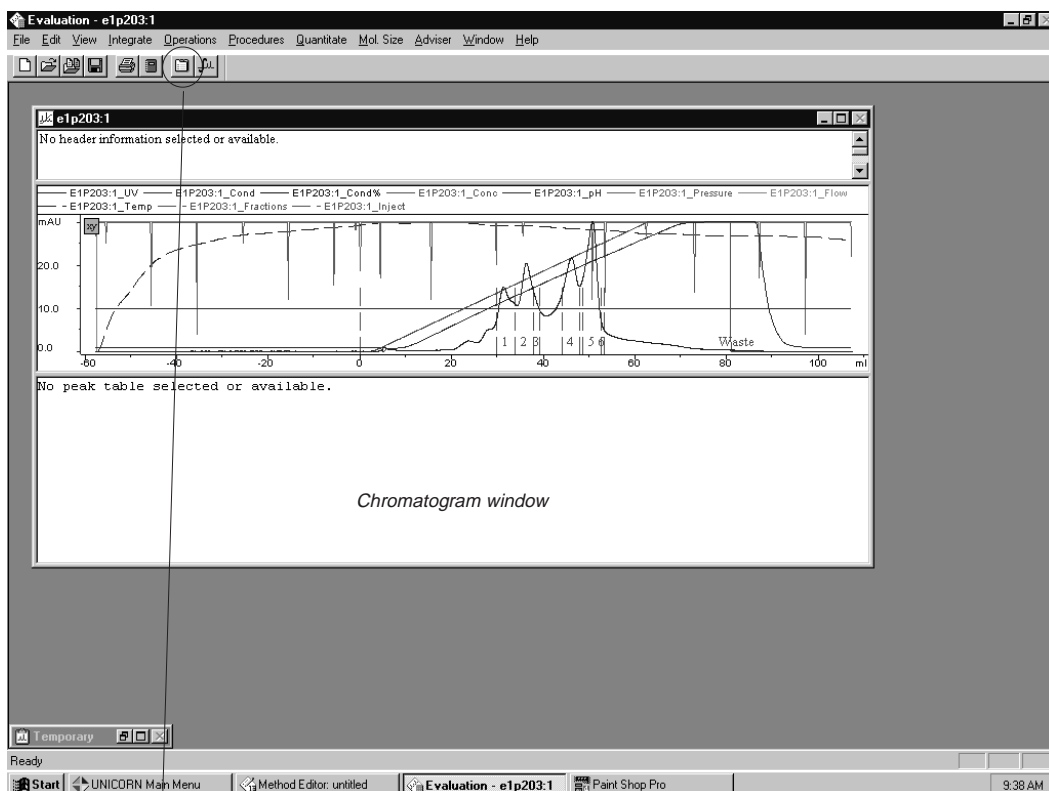 Evaluation - e1p203:1
File Edit View Integrate Operations Procedures Quantitate Mol. Size Adviser Window Help
e1p203:1
No header information selected or available.
E1P203:1_UV E1P203:1_Cond E1P203:1_Cond% E1P203:1_Conc E1P203:1_pH E1P203:1_Pressure E1P203:1_Flow
E1P203:1_Temp E1P203:1_Fractions E1P203:1_Inject
mAU
xy
20.0
10.0
1 2 3 4 5 6 Waste
0.0
-60 -40 -20 0 20 40 60 80 100 ml
No peak table selected or available.
Chromatogram window
Temporary
Ready
Start UNICORN Main Menu Method Editor: untitled Evaluation - e1p203:1 Paint Shop Pro 9:38 AM